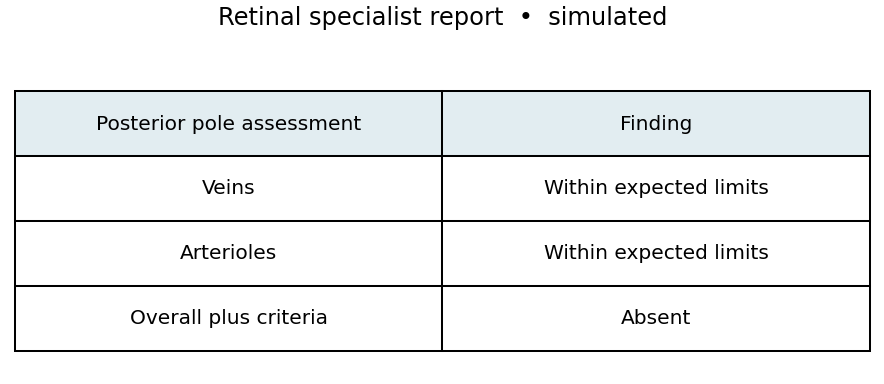 Retinal specialist report • simulated
Posterior pole assessment Finding
Veins Within expected limits
Arterioles Within expected limits
Overall plus criteria Absent